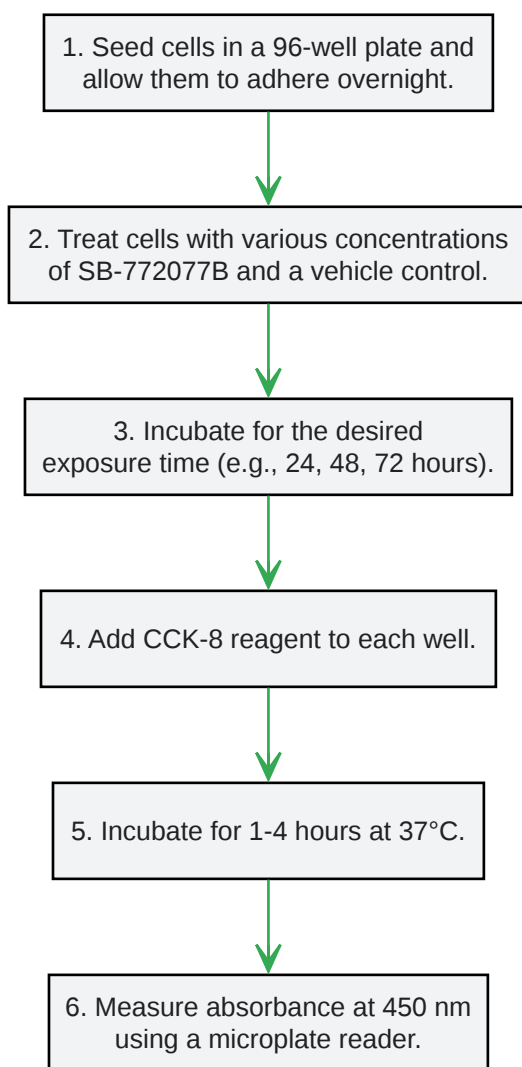 1. Seed cells in a 96-well plate and
allow them to adhere overnight.
2. Treat cells with various concentrations
of SB-772077B and a vehicle control.
3. Incubate for the desired
exposure time (e.g., 24, 48, 72 hours).
4. Add CCK-8 reagent to each well.
5. Incubate for 1-4 hours at 37°C.
6. Measure absorbance at 450 nm
using a microplate reader.